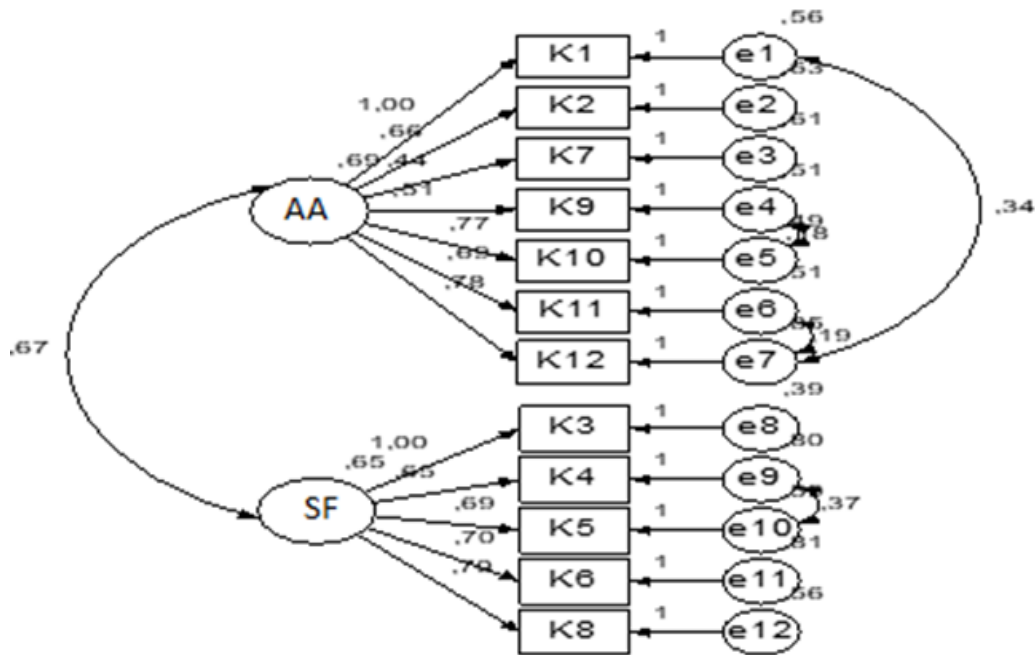 ,56
1
K1 e1
1
1,00 K2 e2
,61
,66
1
,69 ,44 K7 e3
,51
,51
1
AA K9 e4 ,34
,77
1
K10 e5
,51
,78
1
K11 e6
,19
1
,67 K12 e7
,39
1
K3 e8
1,00 ,80
,65 ,65
1
K4 e9
,69 ,37
SF
1
K5 e10
,70 ,81
1
,79 K6 e11
,56
1
K8 e12